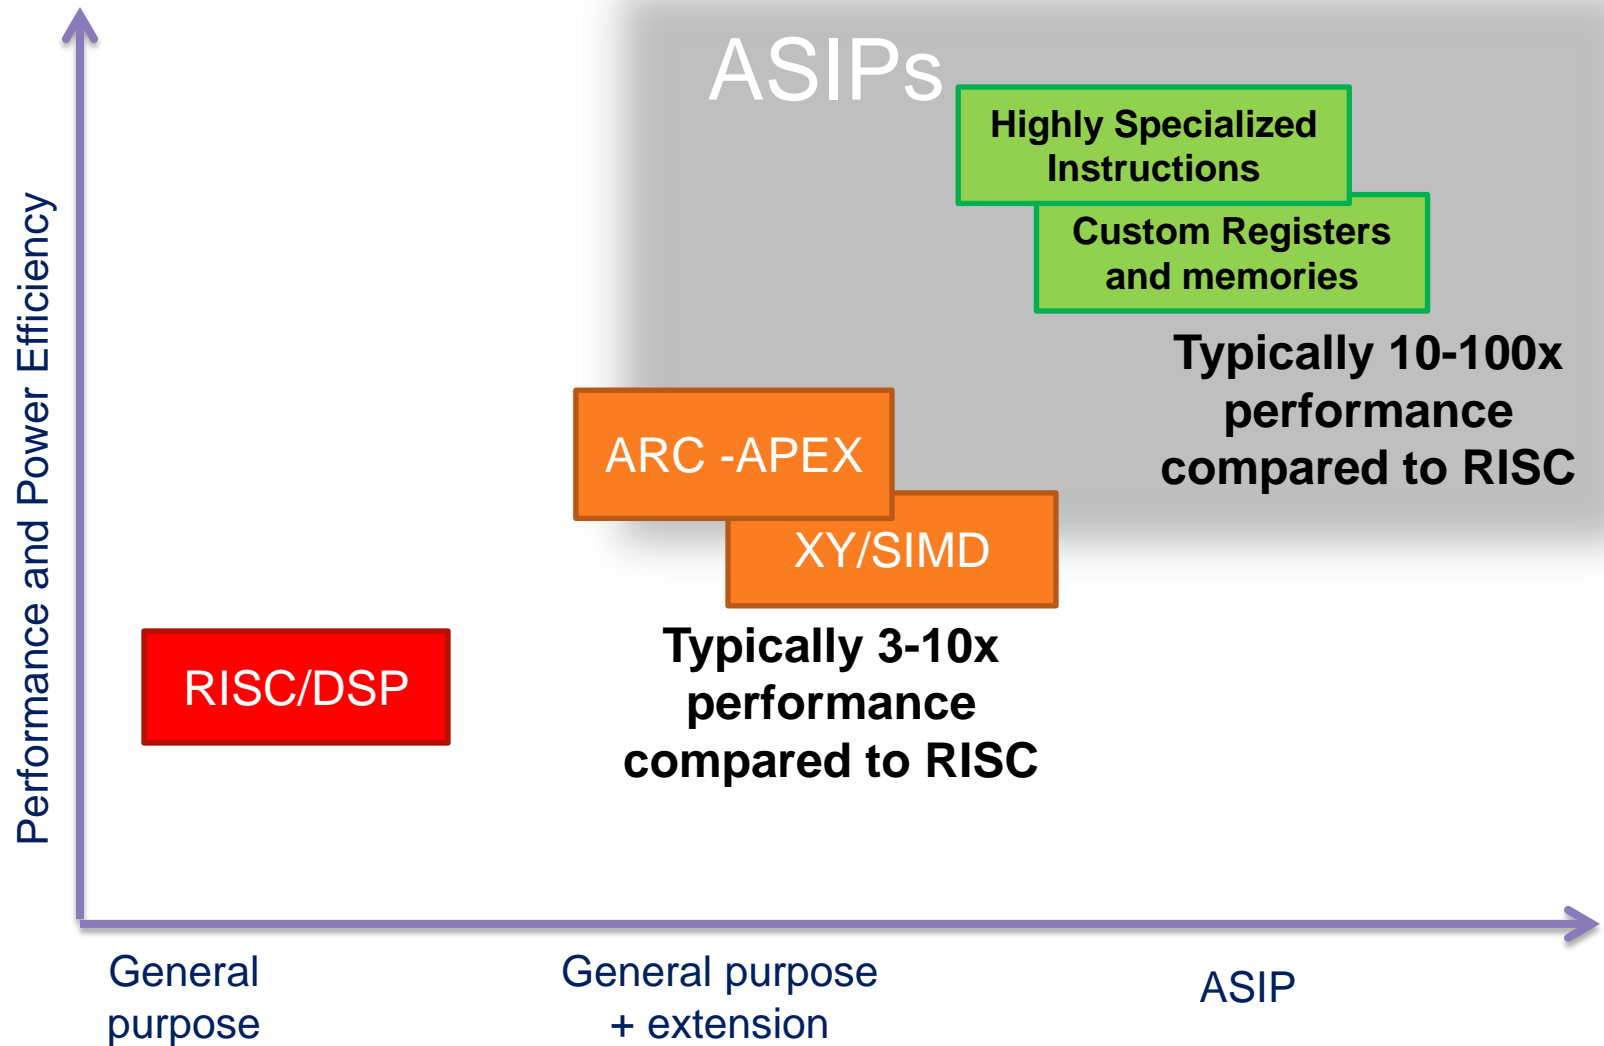 ASIPs
Highly Specialized
Instructions
Custom Registers
and memories
Typically 10-100x
performance
compared to RISC
ARC -APEX
XY/SIMD
Typically 3-10x
performance
compared to RISC
RISC/DSP
Performance and Power Efficiency
General
purpose
General purpose
+ extension
ASIP